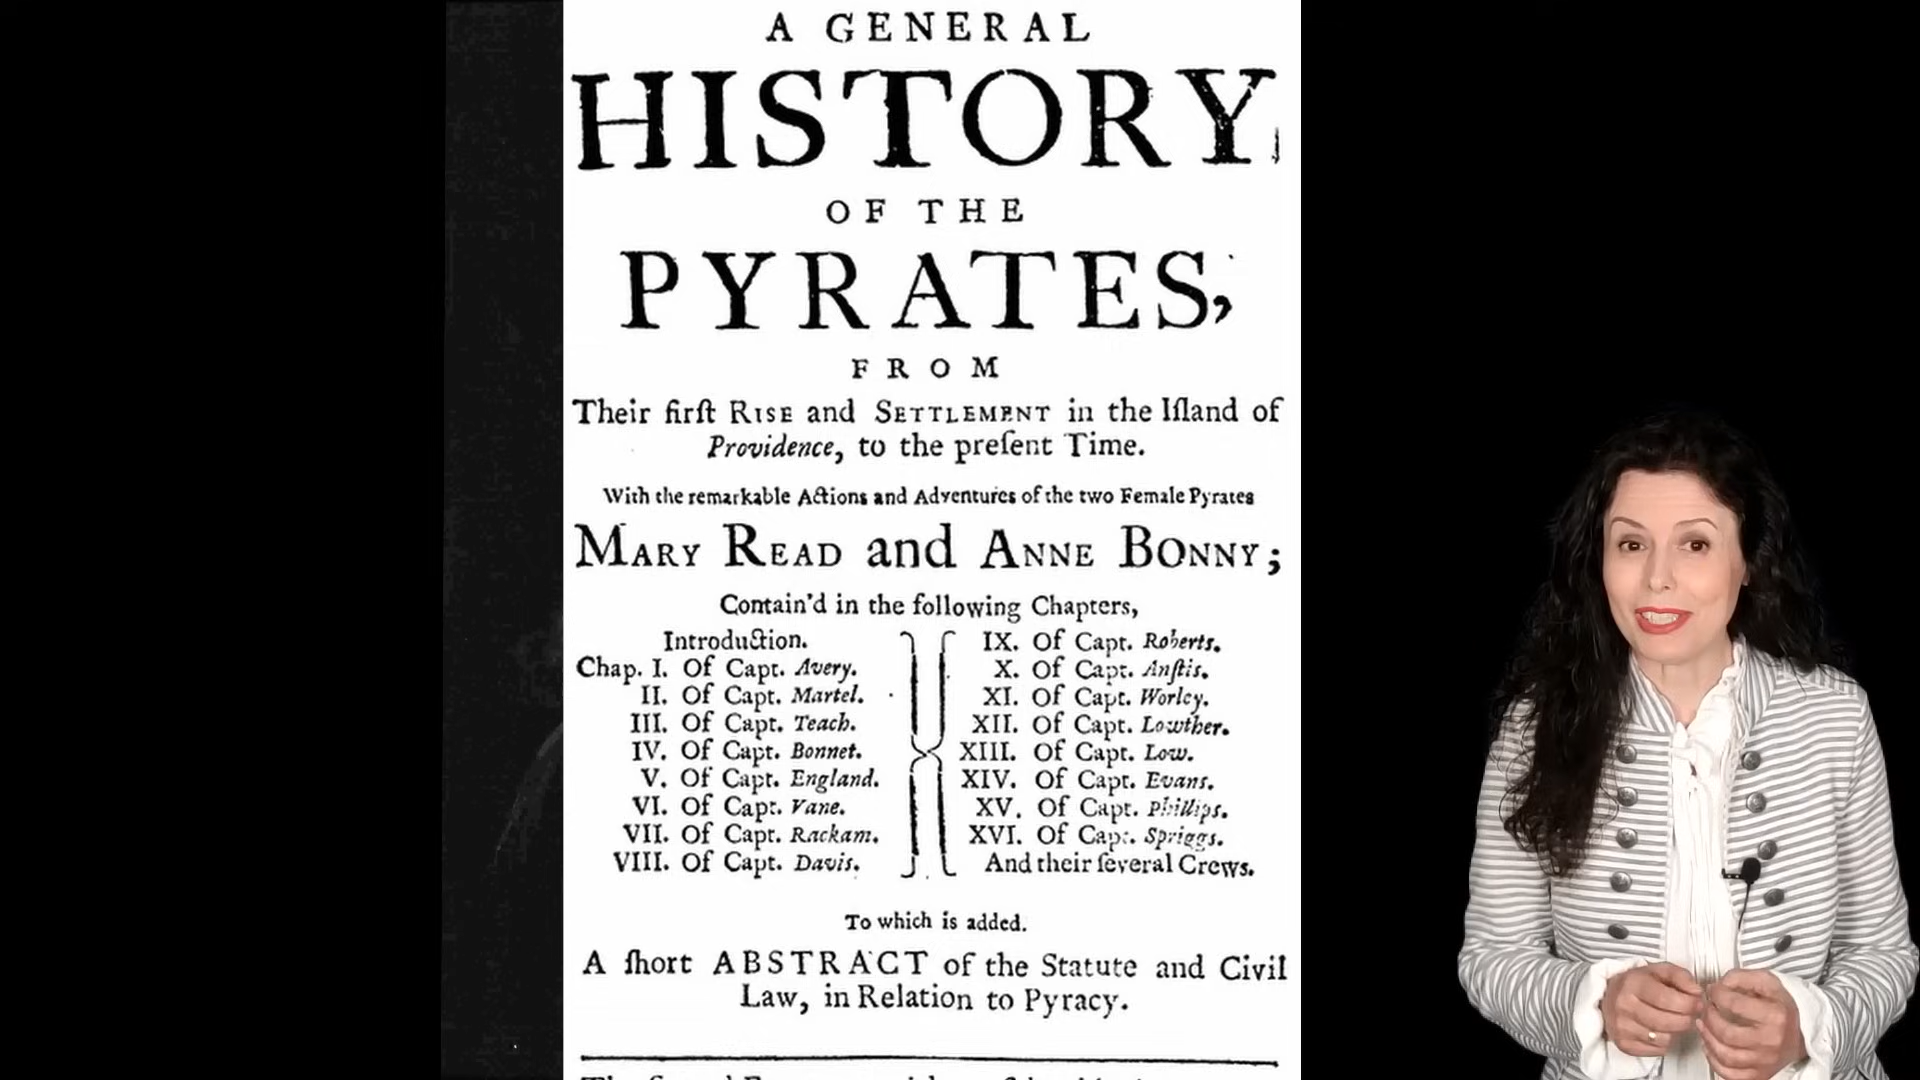 A GENERAL
HISTORY
OF THE
PYRATES,
FROM
Their firſt RISE and SETTLEMENT in the Iſland of
Providence, to the preſent Time.
With the remarkable Actions and Adventures of the two Female Pyrates
MARY READ and ANNE BONNY;
Contain'd in the following Chapters,
Introduction.
Chap. I. Of Capt. Avery.
II. Of Capt. Martel.
III. Of Capt. Teach.
IV. Of Capt. Bonnet.
V. Of Capt. England.
VI. Of Capt. Vane.
VII. Of Capt. Rackam.
VIII. Of Capt. Davis.
IX. Of Capt. Roberts.
X. Of Capt. Anſtis.
XI. Of Capt. Worley.
XII. Of Capt. Lowther.
XIII. Of Capt. Low.
XIV. Of Capt. Evans.
XV. Of Capt. Phillips.
XVI. Of Capt. Spriggs.
And their ſeveral Crews.
To which is added.
A ſhort ABSTRACT of the Statute and Civil
Law, in Relation to Pyracy.